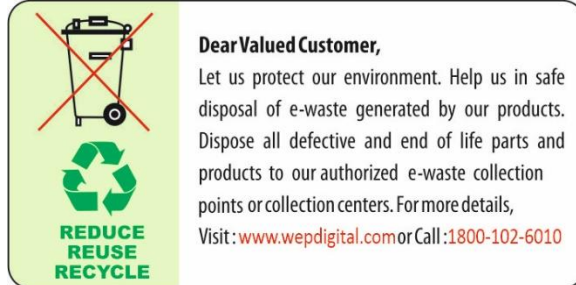 Dear Valued Customer,
Let us protect our environment. Help us in safe
disposal of e-waste generated by our products.
Dispose all defective and end of life parts and
products to our authorized e-waste collection
points or collection centers. For more details,
Visit : www.wepdigital.com or Call : 1800-102-6010
REDUCE
REUSE
RECYCLE